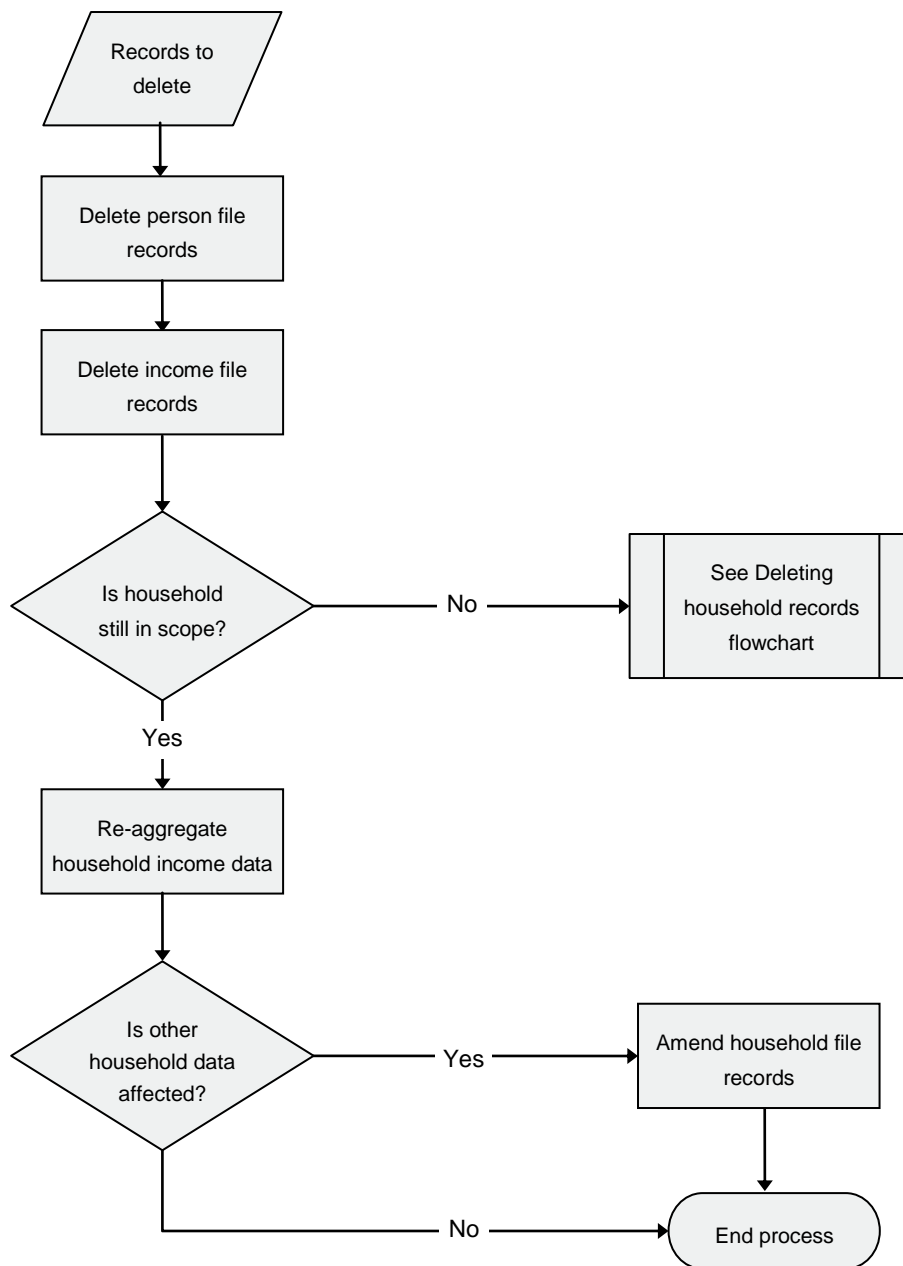 Records to
delete
Delete person file
records
Delete income file
records
Is household
still in scope?
No
See Deleting
household records
flowchart
Yes
Re-aggregate
household income data
Is other
household data
affected?
Yes
Amend household file
records
No
End process